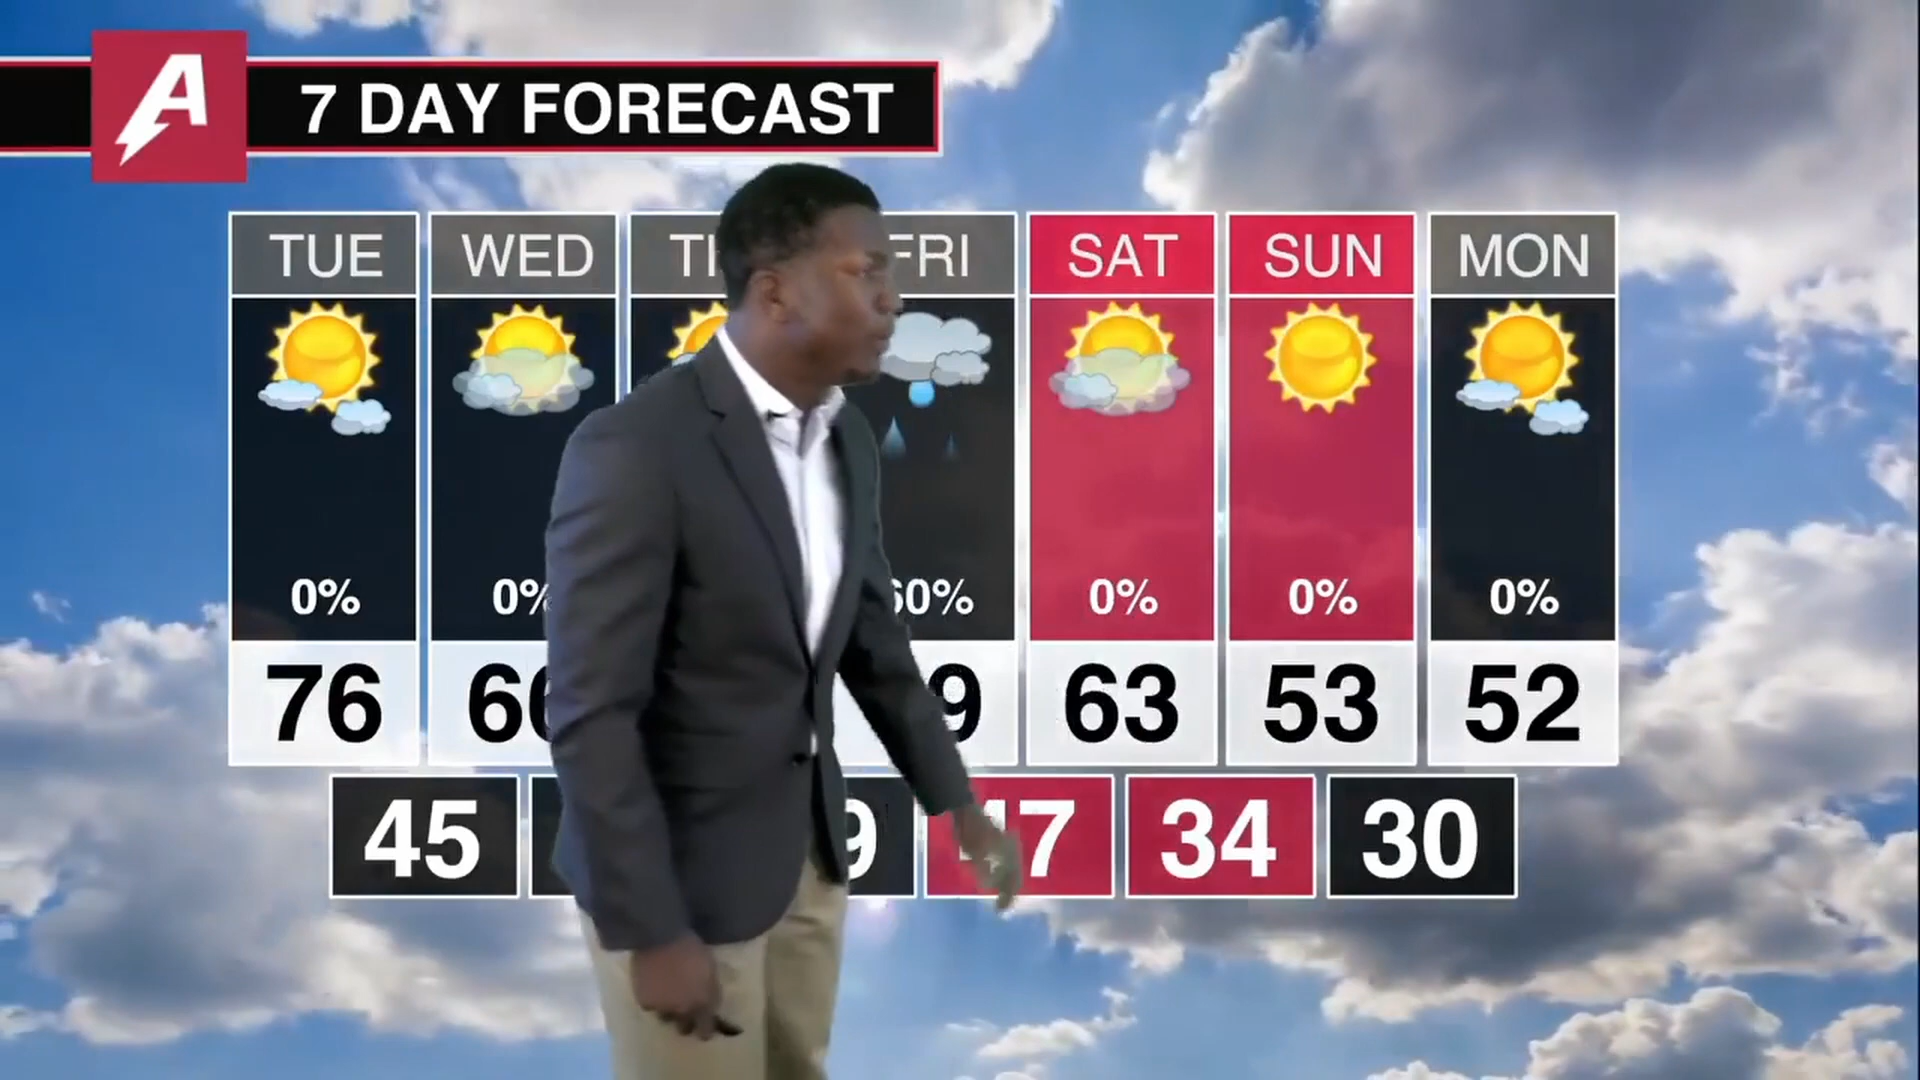 A
7 DAY FORECAST
TUE WED FRI SAT SUN MON
0% 0% 0% 0% 0%
76 63 53 52
45 34 30